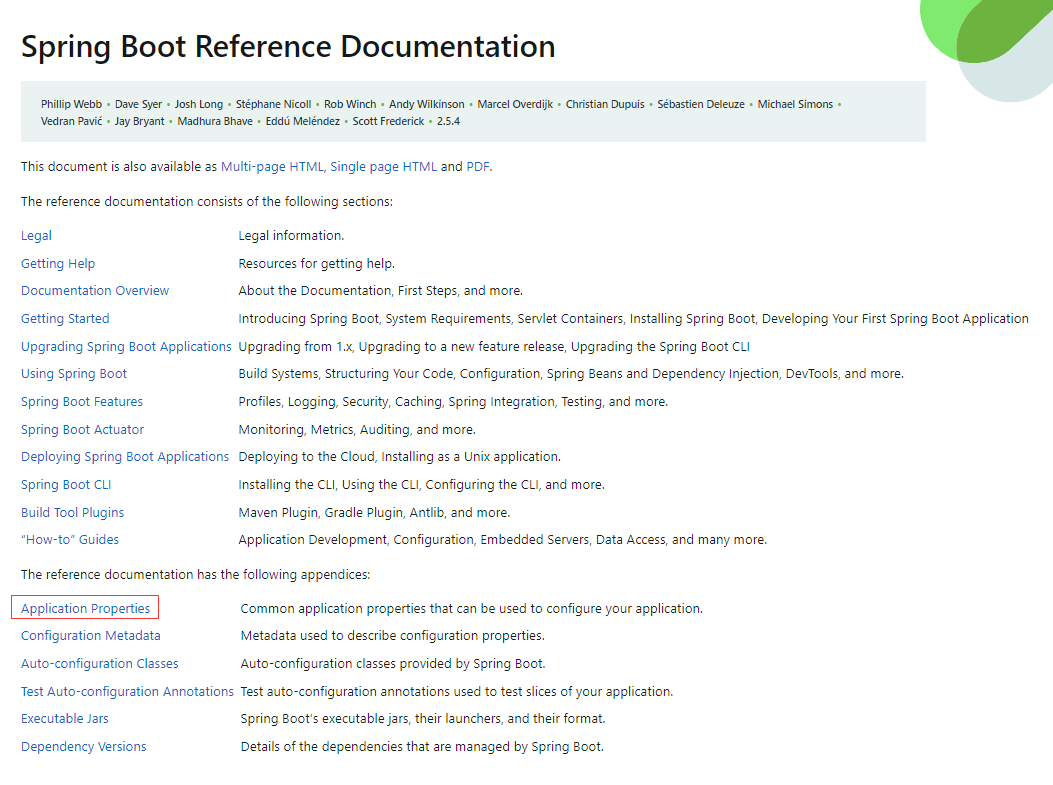 Spring Boot Reference Documentation
Phillip Webb • Dave Syer • Josh Long • Stéphane Nicoll • Rob Winch • Andy Wilkinson • Marcel Overdijk • Christian Dupuis • Sébastien Deleuze • Michael Simons •
Vedran Pavić • Jay Bryant • Madhura Bhave • Eddú Meléndez • Scott Frederick • 2.5.4
This document is also available as Multi-page HTML, Single page HTML and PDF.
The reference documentation consists of the following sections:
Legal Legal information.
Getting Help Resources for getting help.
Documentation Overview About the Documentation, First Steps, and more.
Getting Started Introducing Spring Boot, System Requirements, Servlet Containers, Installing Spring Boot, Developing Your First Spring Boot Application
Upgrading Spring Boot Applications Upgrading from 1.x, Upgrading to a new feature release, Upgrading the Spring Boot CLI
Using Spring Boot Build Systems, Structuring Your Code, Configuration, Spring Beans and Dependency Injection, DevTools, and more.
Spring Boot Features Profiles, Logging, Security, Caching, Spring Integration, Testing, and more.
Spring Boot Actuator Monitoring, Metrics, Auditing, and more.
Deploying Spring Boot Applications Deploying to the Cloud, Installing as a Unix application.
Spring Boot CLI Installing the CLI, Using the CLI, Configuring the CLI, and more.
Build Tool Plugins Maven Plugin, Gradle Plugin, Antlib, and more.
“How-to” Guides Application Development, Configuration, Embedded Servers, Data Access, and many more.
The reference documentation has the following appendices:
Application Properties Common application properties that can be used to configure your application.
Configuration Metadata Metadata used to describe configuration properties.
Auto-configuration Classes Auto-configuration classes provided by Spring Boot.
Test Auto-configuration Annotations Test auto-configuration annotations used to test slices of your application.
Executable Jars Spring Boot’s executable jars, their launchers, and their format.
Dependency Versions Details of the dependencies that are managed by Spring Boot.